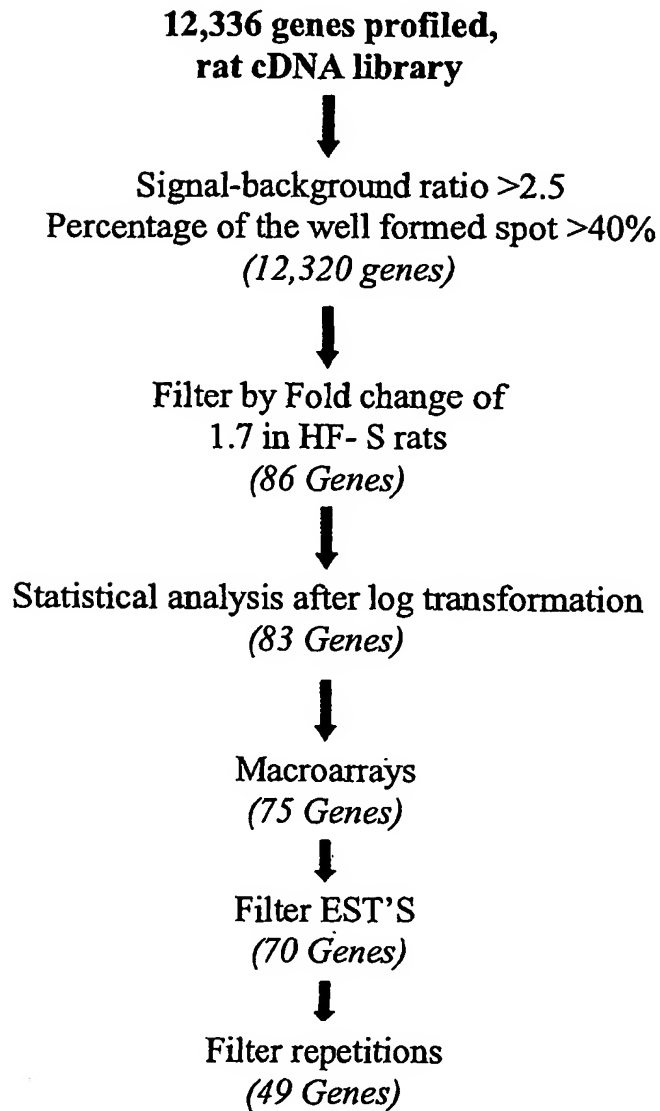 12,336 genes profiled,
rat cDNA library
Signal-background ratio >2.5
Percentage of the well formed spot >40%
(12,320 genes)
Filter by Fold change of
1.7 in HF- S rats
(86 Genes)
Statistical analysis after log transformation
(83 Genes)
Macroarrays
(75 Genes)
Filter EST'S
(70 Genes)
Filter repetitions
(49 Genes)